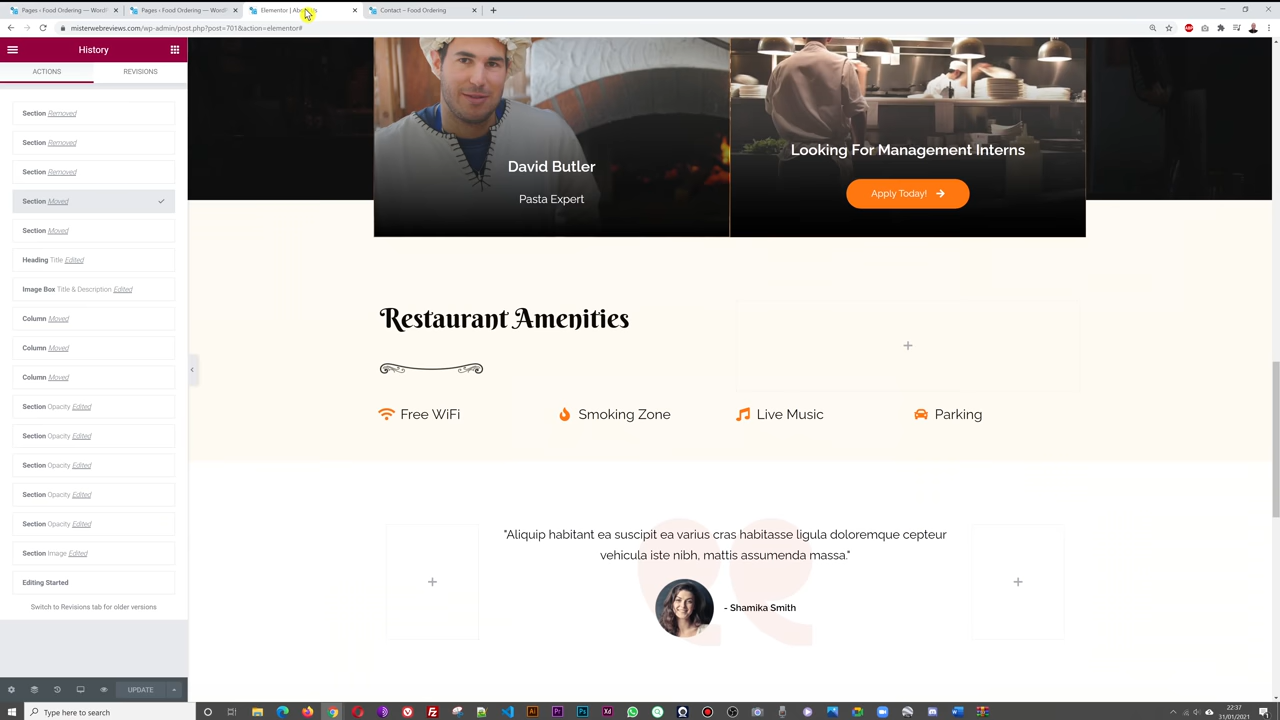 Pages ‹ Food Ordering — WordP
Pages ‹ Food Ordering — WordP
Elementor | About Us
Contact – Food Ordering
misterwebreviews.com/wp-admin/post.php?post=701&action=elementor#
History
ACTIONS
REVISIONS
Section Removed
Section Removed
Section Removed
Section Moved
Section Moved
Heading Title Edited
Image Box Title & Description Edited
Column Moved
Column Moved
Column Moved
Section Opacity Edited
Section Opacity Edited
Section Opacity Edited
Section Opacity Edited
Section Opacity Edited
Section Image Edited
Editing Started
Switch to Revisions tab for older versions
UPDATE
David Butler
Pasta Expert
Looking For Management Interns
Apply Today!
Restaurant Amenities
Free WiFi
Smoking Zone
Live Music
Parking
"Aliquip habitant ea suscipit ea varius cras habitasse ligula doloremque cepteur
vehicula iste nibh, mattis assumenda massa."
- Shamika Smith
Type here to search
22:37
31/01/2021